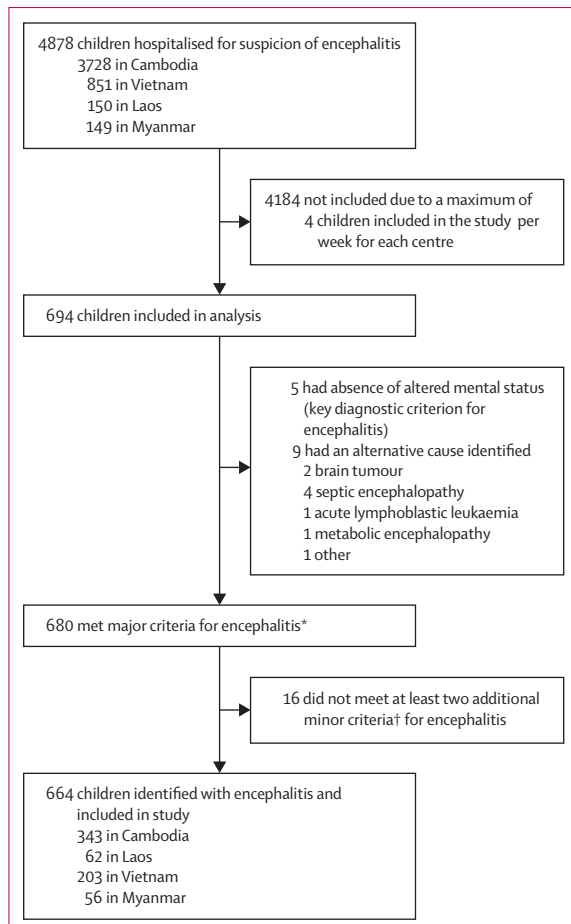 4878 children hospitalised for suspicion of encephalitis
3728 in Cambodia
851 in Vietnam
150 in Laos
149 in Myanmar
4184 not included due to a maximum of
4 children included in the study per
week for each centre
694 children included in analysis
5 had absence of altered mental status
(key diagnostic criterion for
encephalitis)
9 had an alternative cause identified
2 brain tumour
4 septic encephalopathy
1 acute lymphoblastic leukaemia
1 metabolic encephalopathy
1 other
680 met major criteria for encephalitis*
16 did not meet at least two additional
minor criteria† for encephalitis
664 children identified with encephalitis and
included in study
343 in Cambodia
62 in Laos
203 in Vietnam
56 in Myanmar